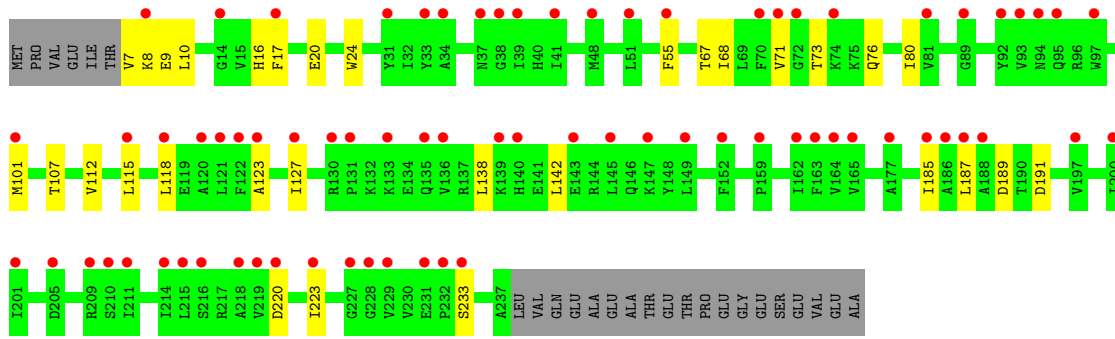 MET PRO VAL GLU ILE THR V7 K8 E9 L10 G14 V15 H16 F17 E20 W24 Y31 I32 Y33 A34 N37 G38 I39 H40 I41 M48 L51 F55 T67 I68 L69 F70 V71 G72 T73 K74 K75 Q76 I80 V81 G89 Y92 V93 N94 Q95 R96 W97
M101 T107 V112 L115 L118 E119 A120 L121 F122 A123 I127 R130 P131 K132 K133 E134 Q135 V136 R137 L138 K139 H140 E141 L142 E143 R144 L145 Q146 K147 Y148 L149 F152 P159 I162 F163 V164 V165 A177 I185 A186 L187 A188 D189 T190 D191 V197 I200
I201 D205 R209 S210 I211 I214 L215 S216 R217 A218 V219 D220 I223 G227 G228 V229 V230 E231 P232 S233 A237 LEU VAL GLN GLU ALA GLU ALA THR GLU THR PRO GLU GLY GLU SER GLU VAL GLU ALA